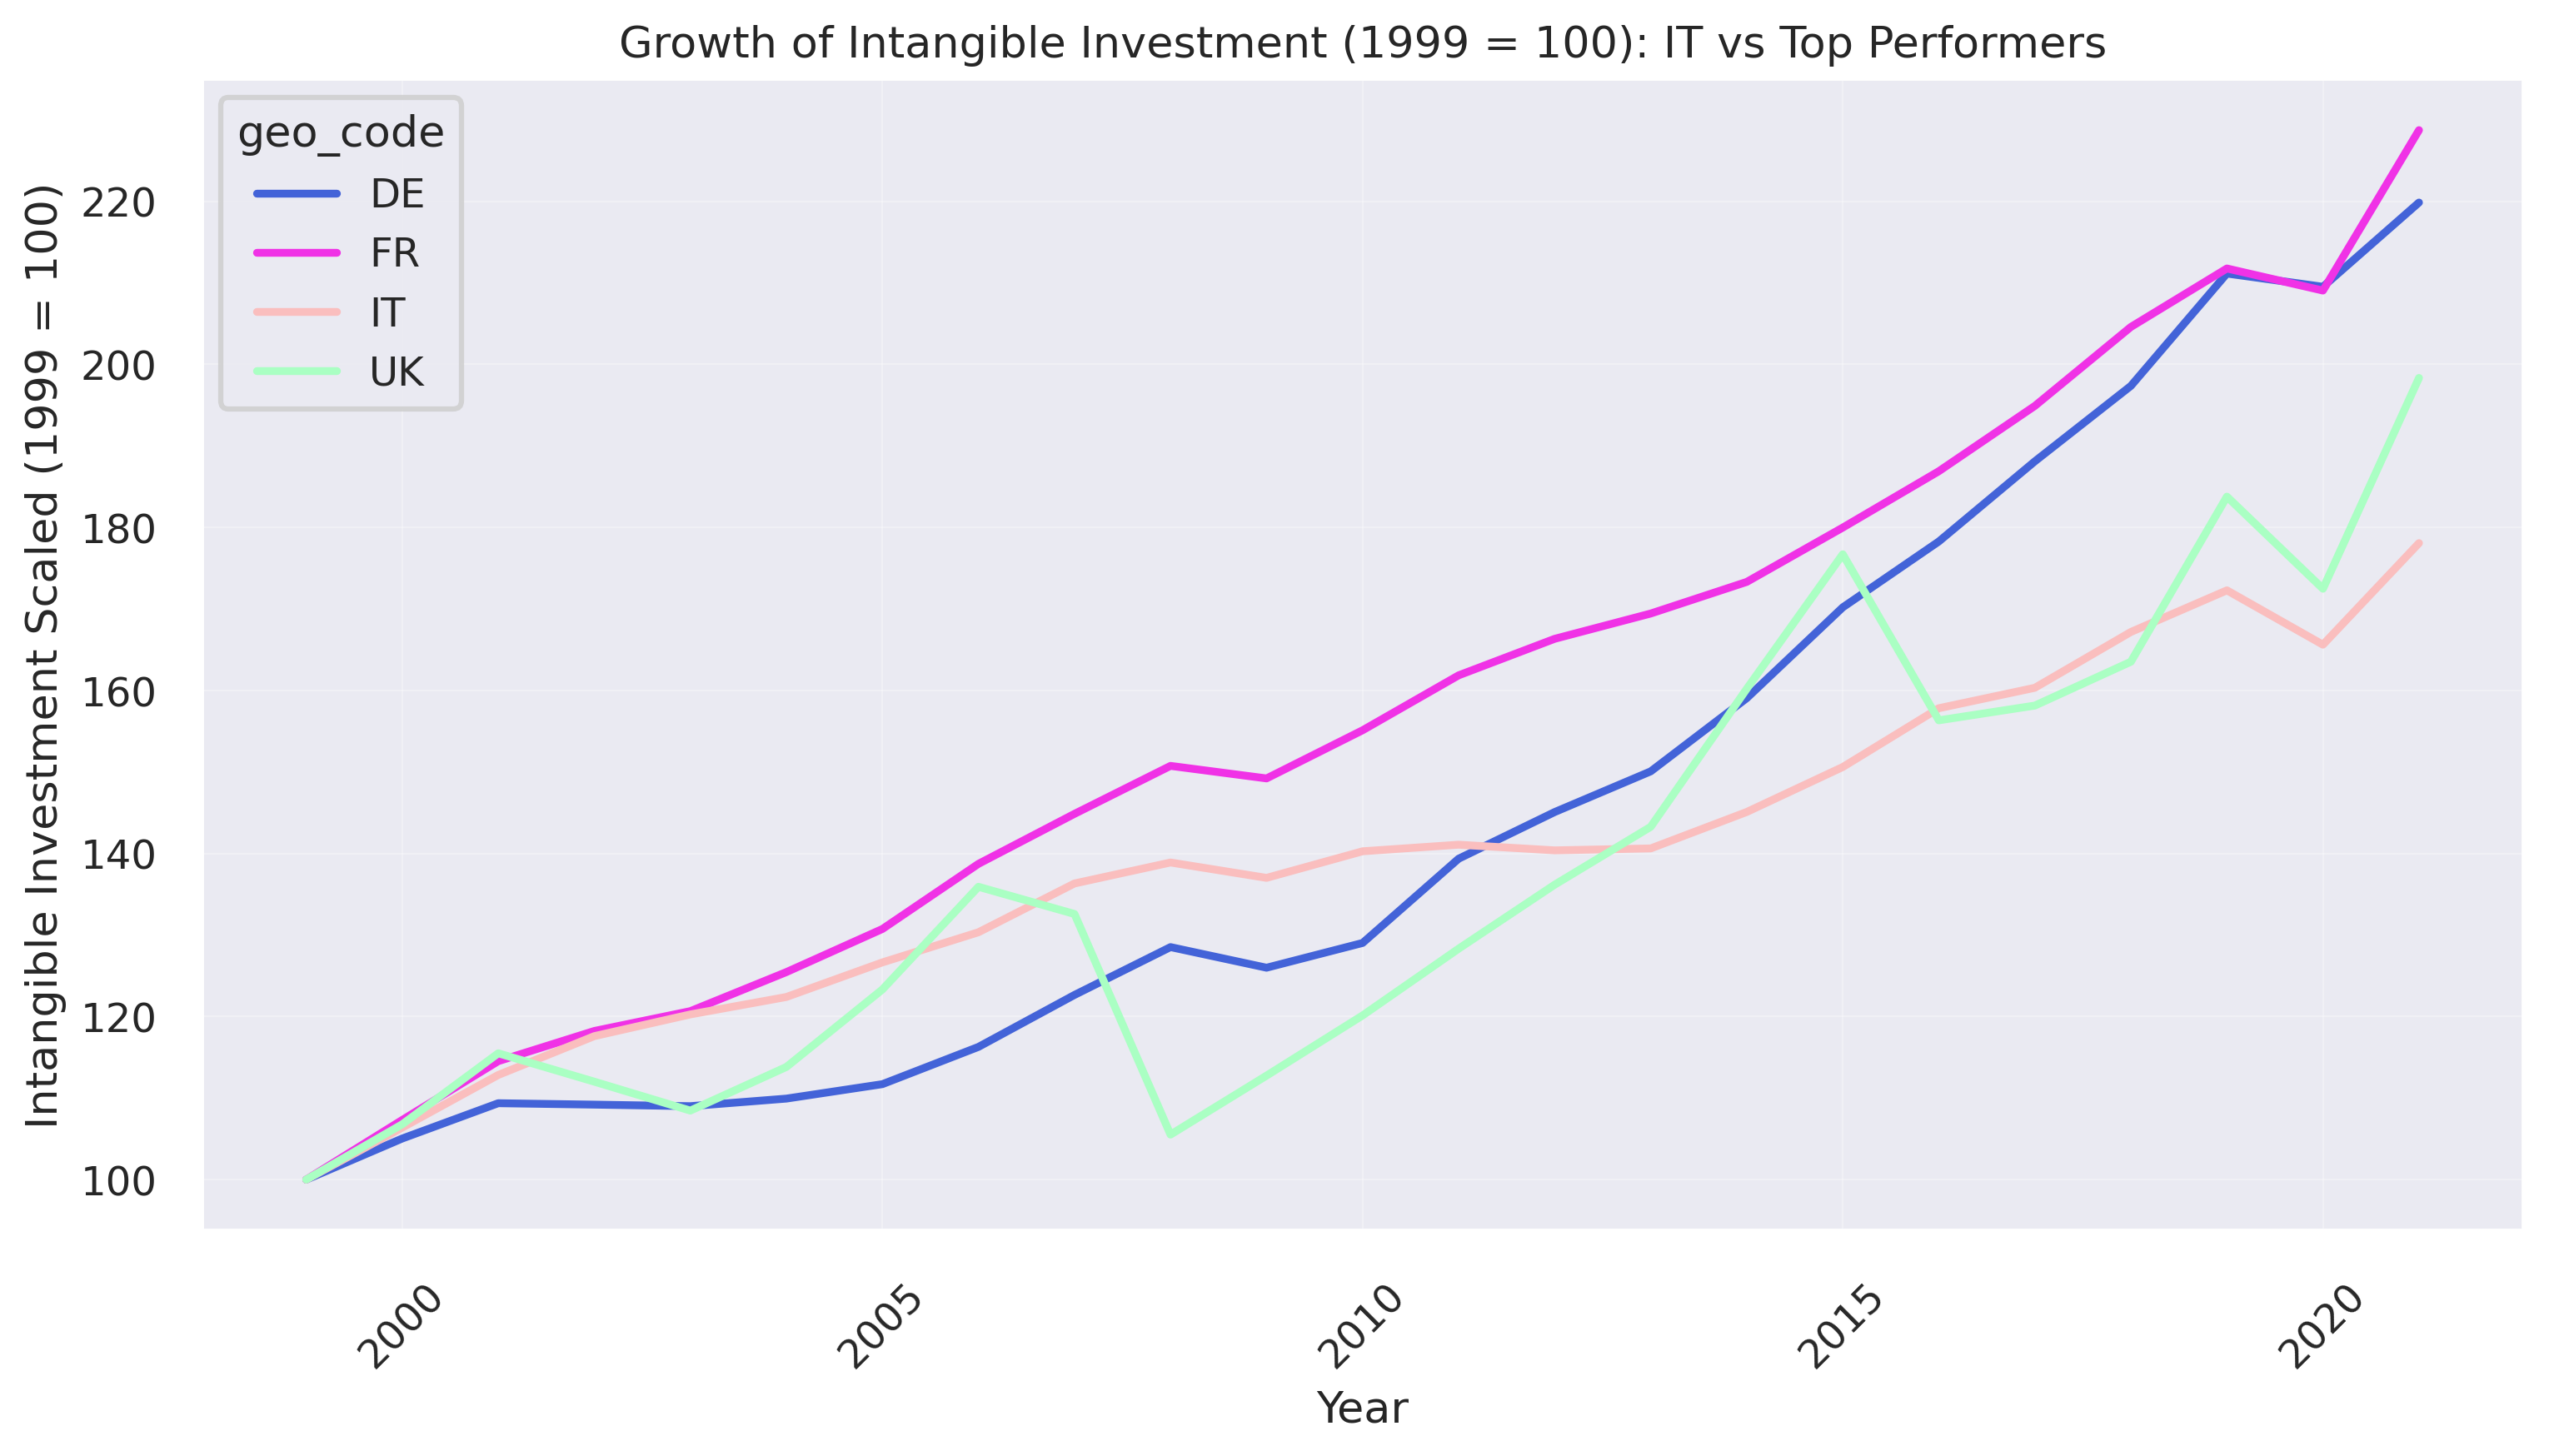 Growth of Intangible Investment (1999 = 100): IT vs Top Performers
geo_code
DE
FR
IT
UK
Intangible Investment Scaled (1999 = 100)
220
200
180
160
140
120
100
2000
2005
2010
2015
2020
Year